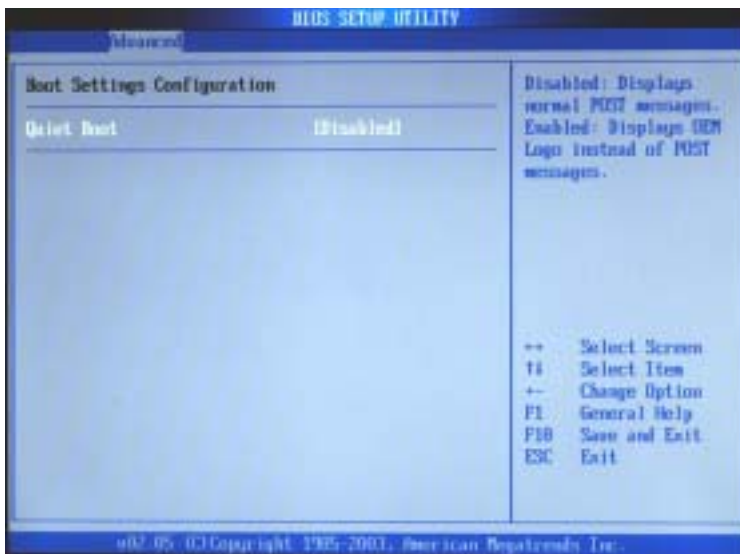 BIOS SETUP UTILITY
Advanced
Boot Settings Configuration
Quiet Boot [Disabled]
Disabled: Displays
normal POST messages.
Enabled: Displays OEM
Logo instead of POST
messages.
↔ Select Screen
↑↓ Select Item
+- Change Option
F1 General Help
F10 Save and Exit
ESC Exit
v02.05 (C)Copyright 1985-2003, American Megatrends Inc.